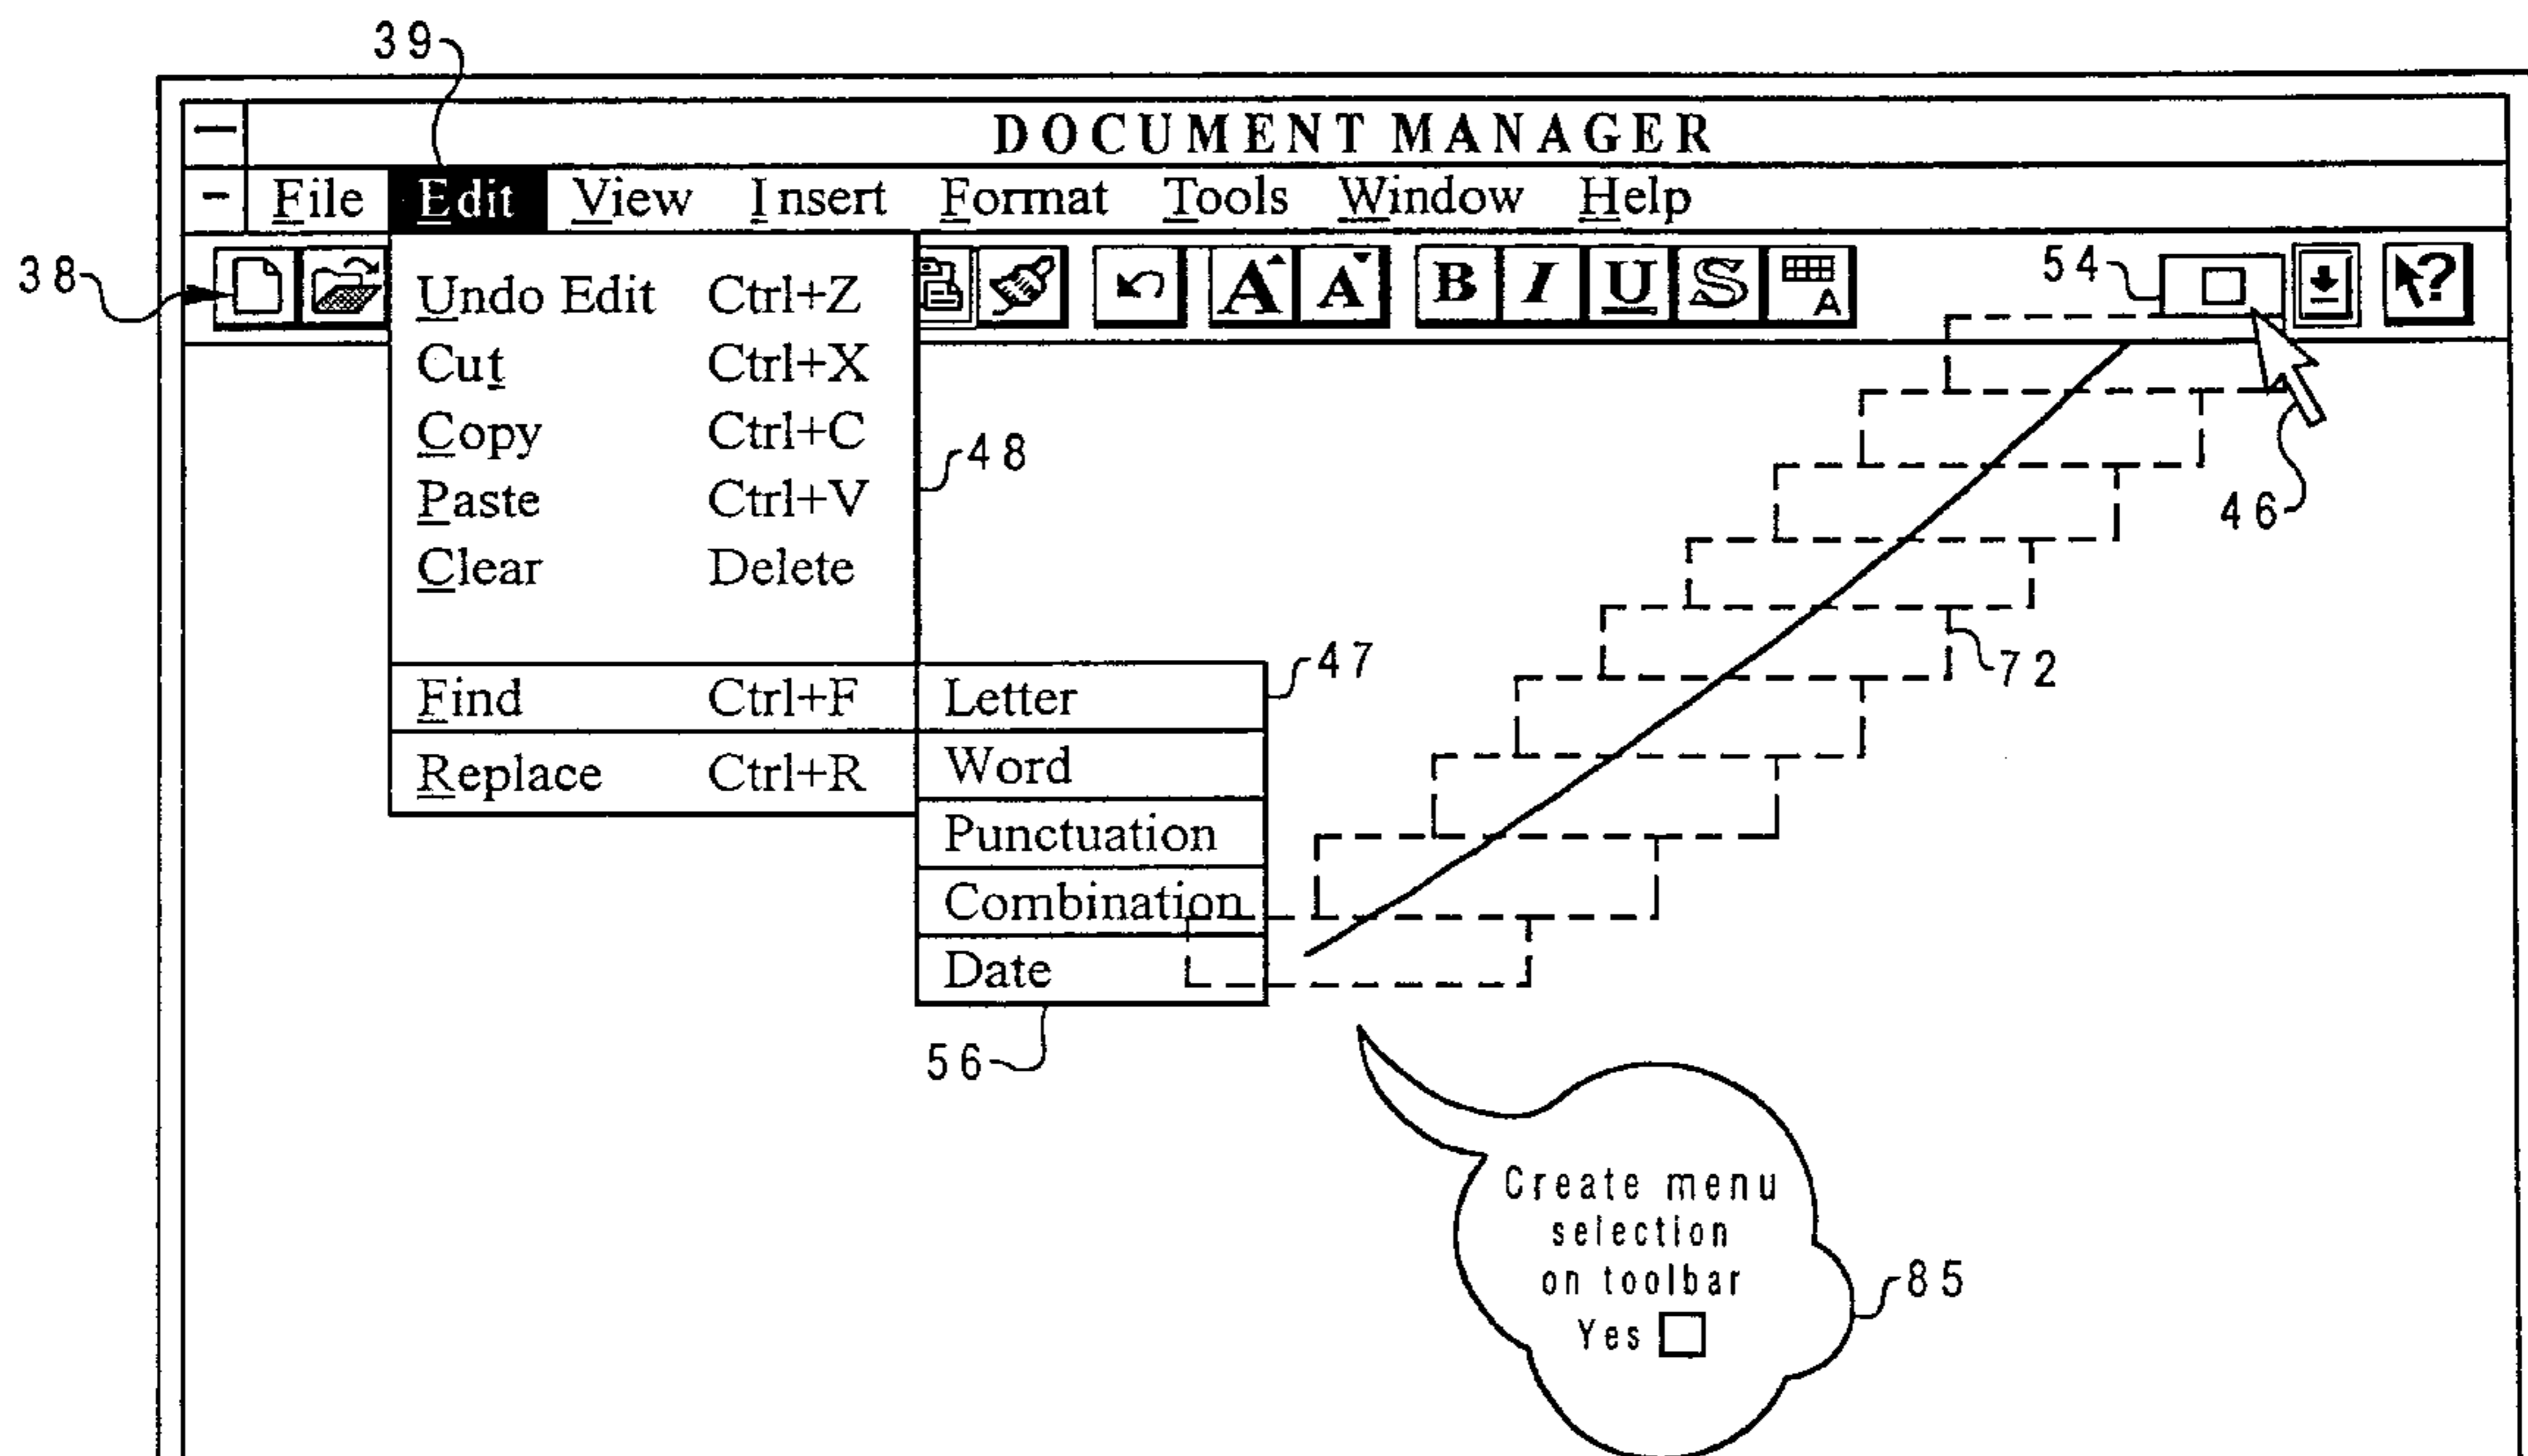 39
DOCUMENT MANAGER
File Edit View Insert Format Tools Window Help
38
A A B I U S A 54 ?
Undo Edit Ctrl+Z
Cut Ctrl+X
Copy Ctrl+C
Paste Ctrl+V
Clear Delete
48
46
47
72
Find Ctrl+F Letter
Replace Ctrl+R Word
Punctuation
Combination
Date
56
Create menu
selection
on toolbar
Yes
85